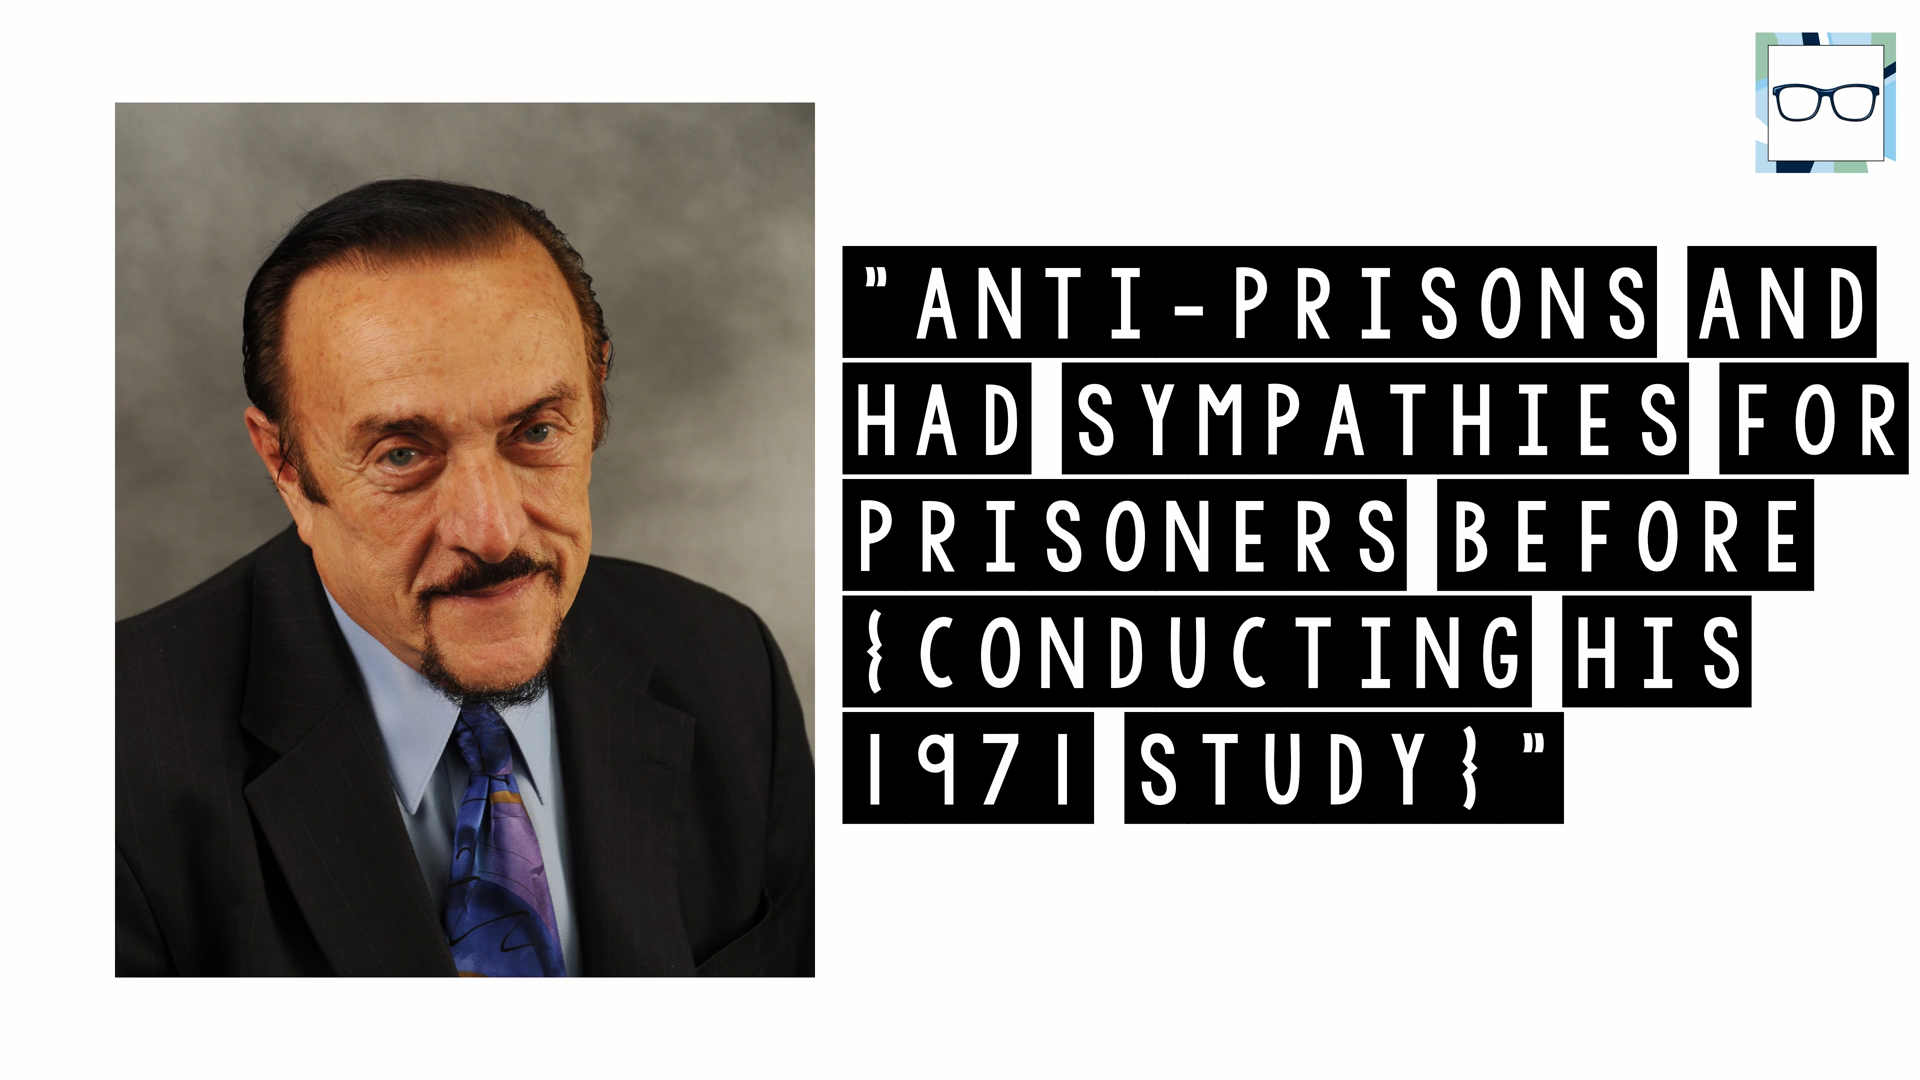 "ANTI-PRISONS AND
HAD SYMPATHIES FOR
PRISONERS BEFORE
{CONDUCTING HIS
1971 STUDY}"